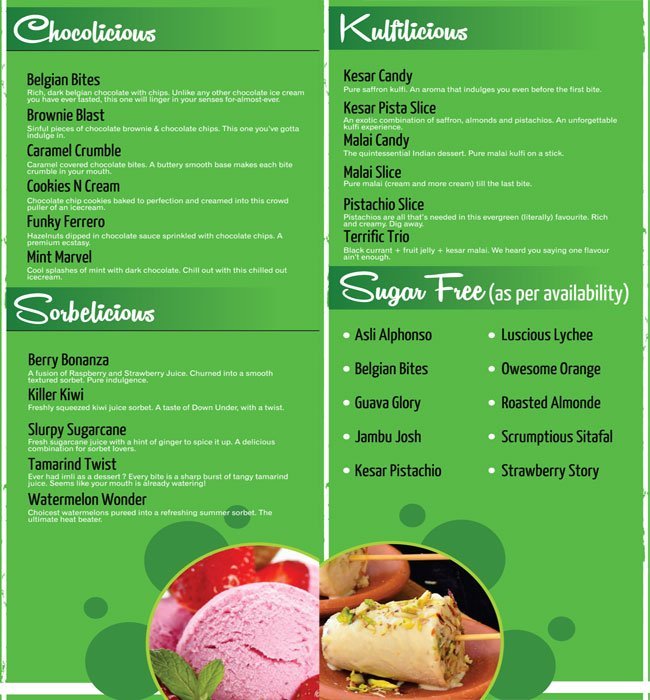 Chocolicious
Belgian Bites
Rich, dark belgian chocolate with chips. Unlike any other chocolate ice cream
you have ever tasted, this one will linger in your senses for-almost-ever.
Brownie Blast
Sinful pieces of chocolate brownie & chocolate chips. This one you've gotta
indulge in.
Caramel Crumble
Caramel covered chocolate bites. A buttery smooth base makes each bite
crumble in your mouth.
Cookies N Cream
Chocolate chip cookies baked to perfection and creamed into this crowd
puller of an icecream.
Funky Ferrero
Hazelnuts dipped in chocolate sauce sprinkled with chocolate chips. A
premium ecstasy.
Mint Marvel
Cool splashes of mint with dark chocolate. Chill out with this chilled out
icecream.
Sorbelicious
Berry Bonanza
A fusion of Raspberry and Strawberry Juice. Churned into a smooth
textured sorbet. Pure indulgence.
Killer Kiwi
Freshly squeezed kiwi juice sorbet. A taste of Down Under, with a twist.
Slurpy Sugarcane
Fresh sugarcane juice with a hint of ginger to spice it up. A delicious
combination for sorbet lovers.
Tamarind Twist
Ever had imli as a dessert ? Every bite is a sharp burst of tangy tamarind
juice. Seems like your mouth is already watering!
Watermelon Wonder
Choicest watermelons pureed into a refreshing summer sorbet. The
ultimate heat beater.
Kulfilicious
Kesar Candy
Pure saffron kulfi. An aroma that indulges you even before the first bite.
Kesar Pista Slice
An exotic combination of saffron, almonds and pistachios. An unforgettable
kulfi experience.
Malai Candy
The quintessential Indian dessert. Pure malai kulfi on a stick.
Malai Slice
Pure malai (cream and more cream) till the last bite.
Pistachio Slice
Pistachios are all that's needed in this evergreen (literally) favourite. Rich
and creamy. Dig away.
Terrific Trio
Black currant + fruit jelly + kesar malai. We heard you saying one flavour
ain't enough.
Sugar Free (as per availability)
• Asli Alphonso
• Belgian Bites
• Guava Glory
• Jambu Josh
• Kesar Pistachio
• Luscious Lychee
• Owesome Orange
• Roasted Almonde
• Scrumptious Sitafal
• Strawberry Story